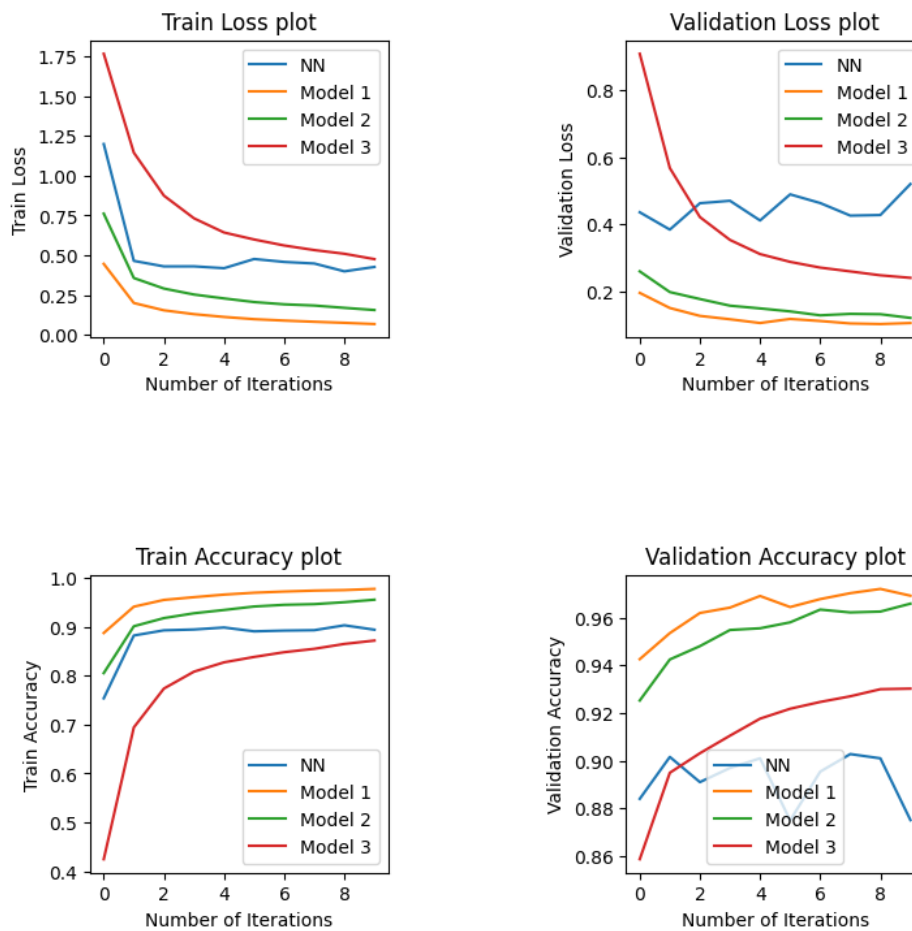 Train Loss plot
Train Loss
1.75
1.50
1.25
1.00
0.75
0.50
0.25
0.00
NN
Model 1
Model 2
Model 3
0 2 4 6 8
Number of Iterations
Validation Loss plot
Validation Loss
0.8
0.6
0.4
0.2
NN
Model 1
Model 2
Model 3
0 2 4 6 8
Number of Iterations
Train Accuracy plot
Train Accuracy
1.0
0.9
0.8
0.7
0.6
0.5
0.4
NN
Model 1
Model 2
Model 3
0 2 4 6 8
Number of Iterations
Validation Accuracy plot
Validation Accuracy
0.96
0.94
0.92
0.90
0.88
0.86
NN
Model 1
Model 2
Model 3
0 2 4 6 8
Number of Iterations